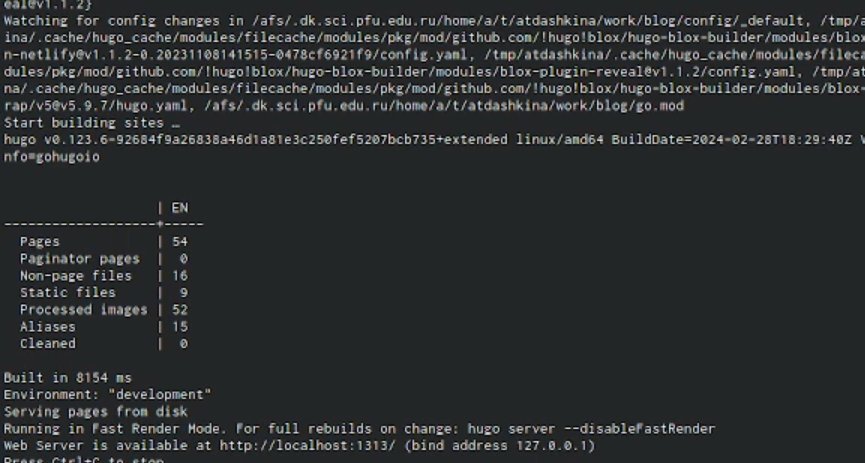 eal@v1.1.2}
Watching for config changes in /afs/.dk.sci.pfu.edu.ru/home/a/t/atdashkina/work/blog/config/_default, /tmp/a
ina/.cache/hugo_cache/modules/filecache/modules/pkg/mod/github.com/!hugo!blox/hugo-blox-builder/modules/blox
n-netlify@v1.1.2-0.20231108141515-0478cf6921f9/config.yaml, /tmp/atdashkina/.cache/hugo_cache/modules/fileca
dules/pkg/mod/github.com/!hugo!blox/hugo-blox-builder/modules/blox-plugin-reveal@v1.1.2/config.yaml, /tmp/at
na/.cache/hugo_cache/modules/filecache/modules/pkg/mod/github.com/!hugo!blox/hugo-blox-builder/modules/blox-
rap/v5@v5.9.7/hugo.yaml, /afs/.dk.sci.pfu.edu.ru/home/a/t/atdashkina/work/blog/go.mod
Start building sites …
hugo v0.123.6-92684f9a26838a46d1a81e3c250fef5207bcb735+extended linux/amd64 BuildDate=2024-02-28T18:29:40Z V
nfo=gohugoio
| EN
-------------------+-----
Pages | 54
Paginator pages | 0
Non-page files | 16
Static files | 9
Processed images | 52
Aliases | 15
Cleaned | 0
Built in 8154 ms
Environment: "development"
Serving pages from disk
Running in Fast Render Mode. For full rebuilds on change: hugo server --disableFastRender
Web Server is available at http://localhost:1313/ (bind address 127.0.0.1)
Press Ctrl+C to stop